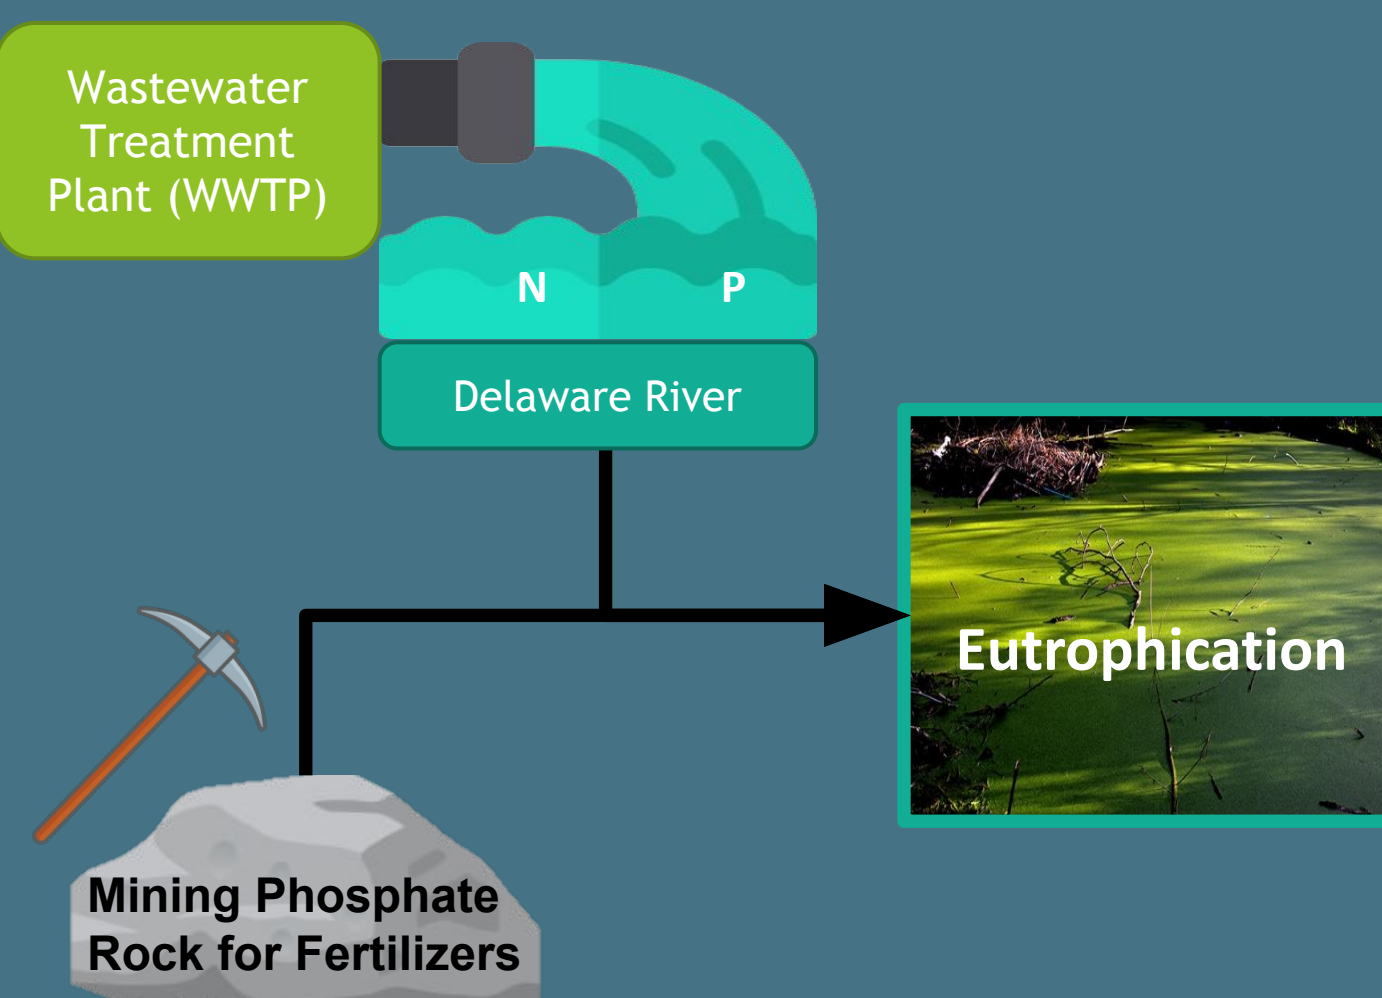 Wastewater
Treatment
Plant (WWTP)
N P
Delaware River
Eutrophication
Mining Phosphate
Rock for Fertilizers